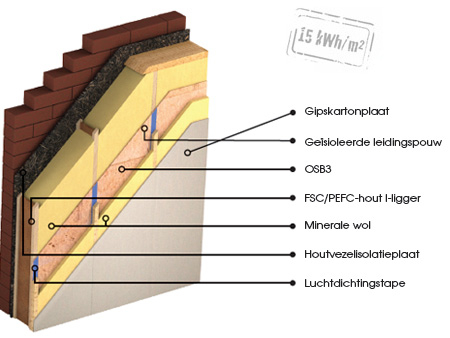 15 kWh/m²
Gipskartonplaat
Geïsoleerde leidingspouw
OSB3
FSC/PEFC-hout I-ligger
Minerale wol
Houtvezelisolatieplaat
Luchtdichtingstape